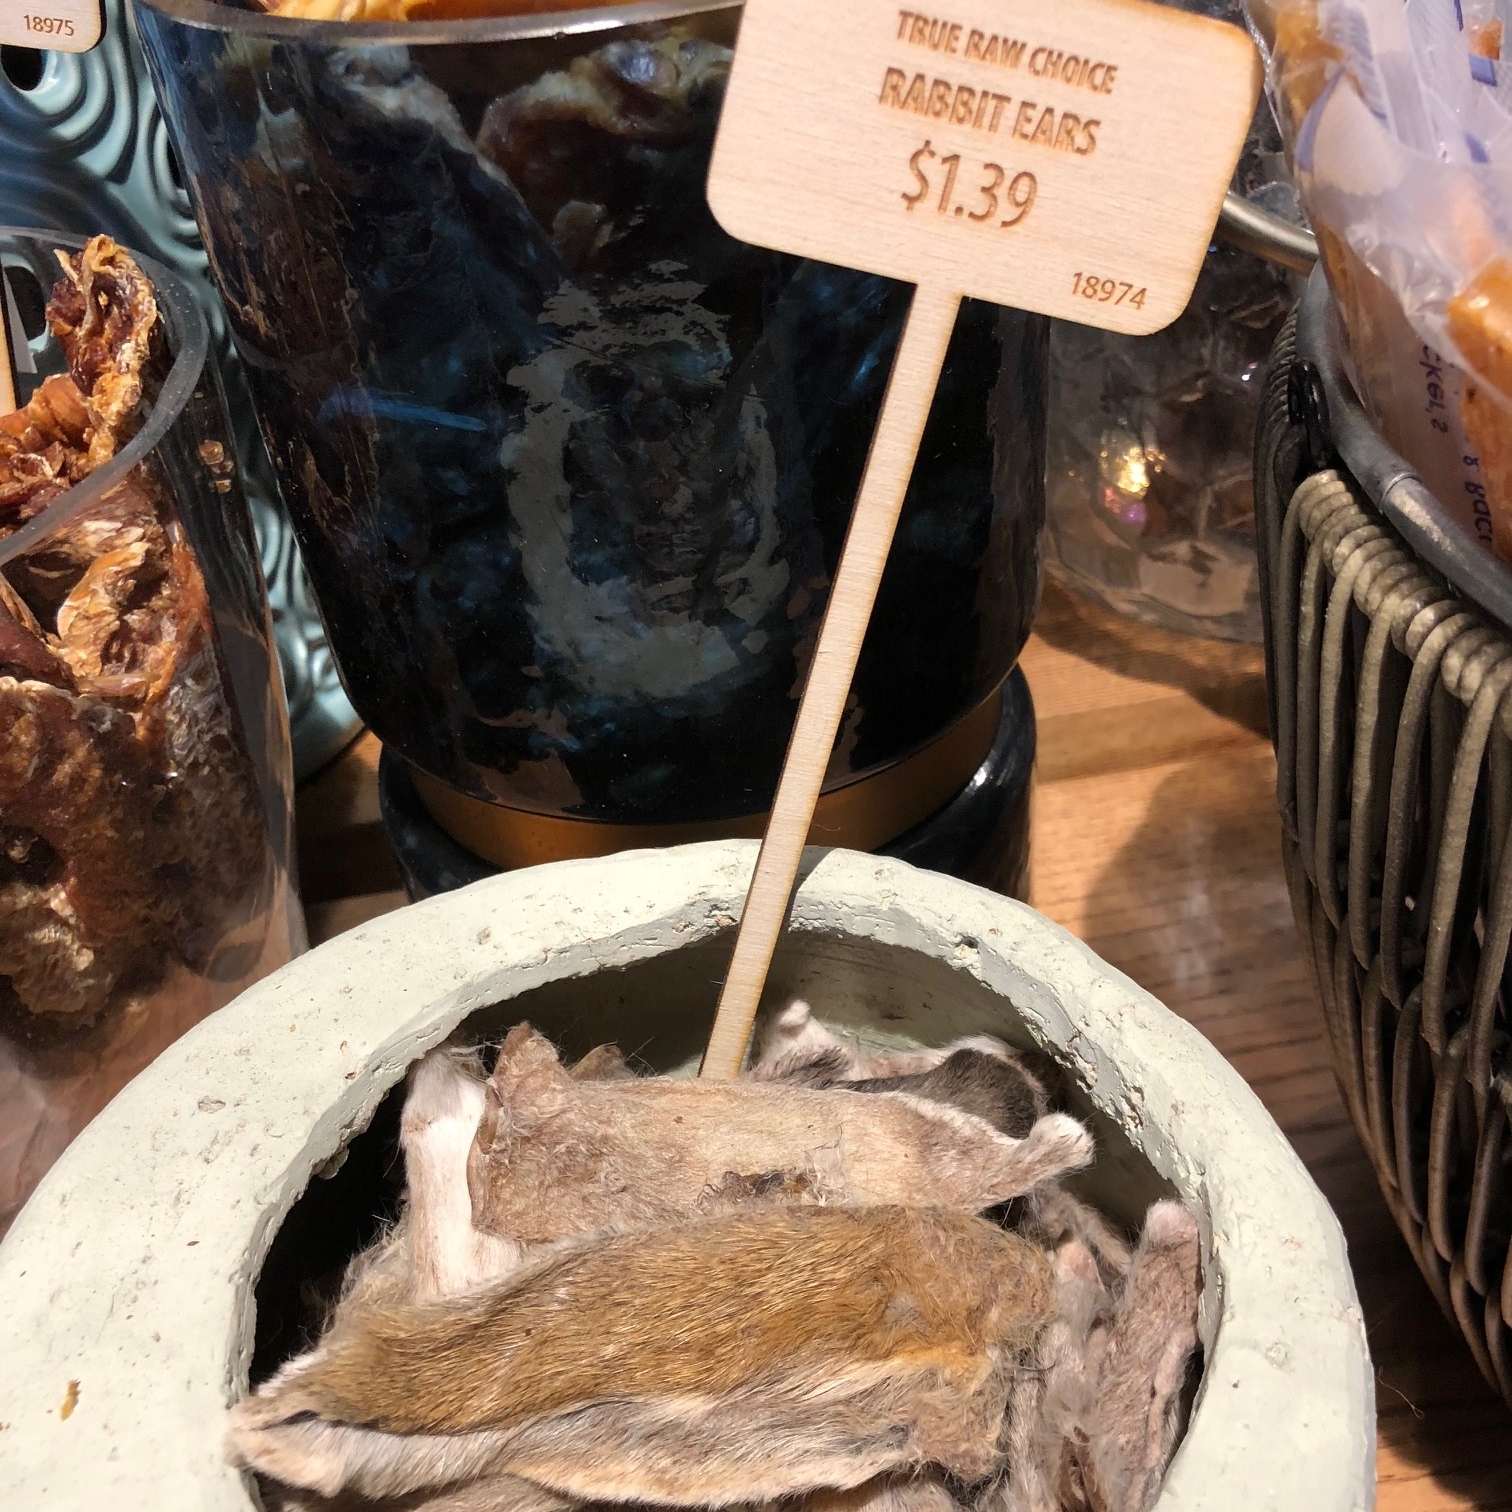 18975
TRUE RAW CHOICE
RABBIT EARS
$1.39
18974